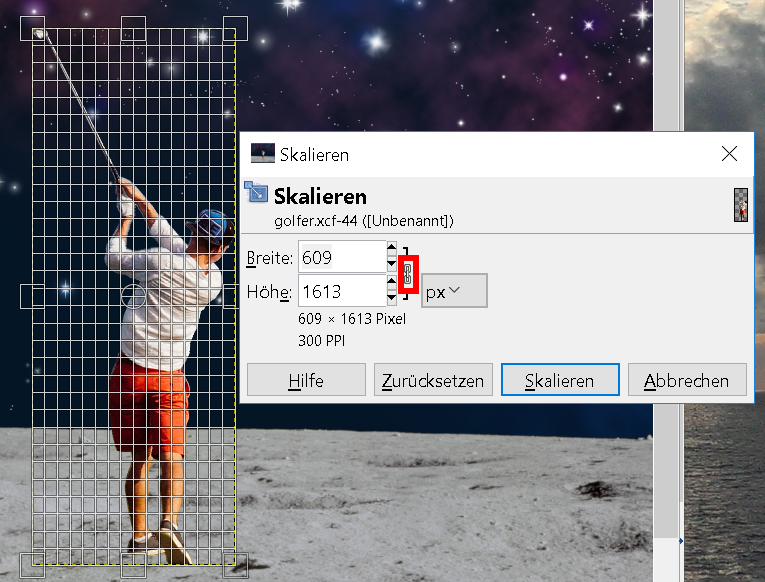 Skalieren
Skalieren
golfer.xcf-44 ([Unbenannt])
Breite: 609
Höhe: 1613 px
609 × 1613 Pixel
300 PPI
Hilfe Zurücksetzen Skalieren Abbrechen